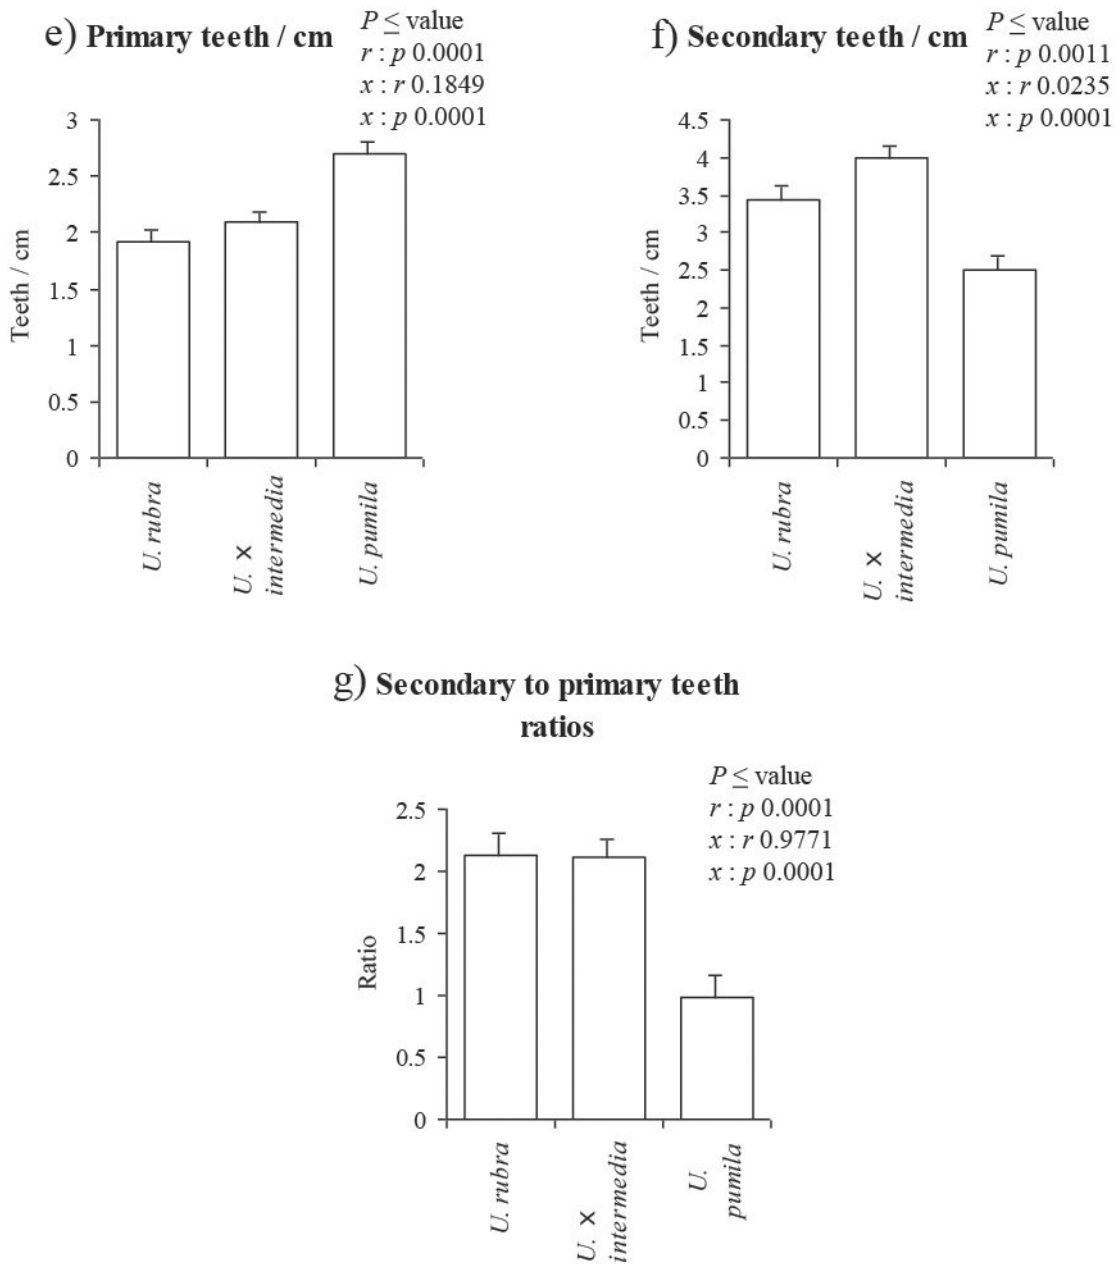 e) Primary teeth / cm
P ≤ value
r : p 0.0001
x : r 0.1849
x : p 0.0001
3
2.5
2
1.5
1
0.5
0
Teeth / cm
U. rubra
U. ×
intermedia
U. pumila
f) Secondary teeth / cm
P ≤ value
r : p 0.0011
x : r 0.0235
x : p 0.0001
4.5
4
3.5
3
2.5
2
1.5
1
0.5
0
Teeth / cm
U. rubra
U. ×
intermedia
U. pumila
g) Secondary to primary teeth
ratios
P ≤ value
r : p 0.0001
x : r 0.9771
x : p 0.0001
2.5
2
1.5
1
0.5
0
Ratio
U. rubra
U. ×
intermedia
U.
pumila